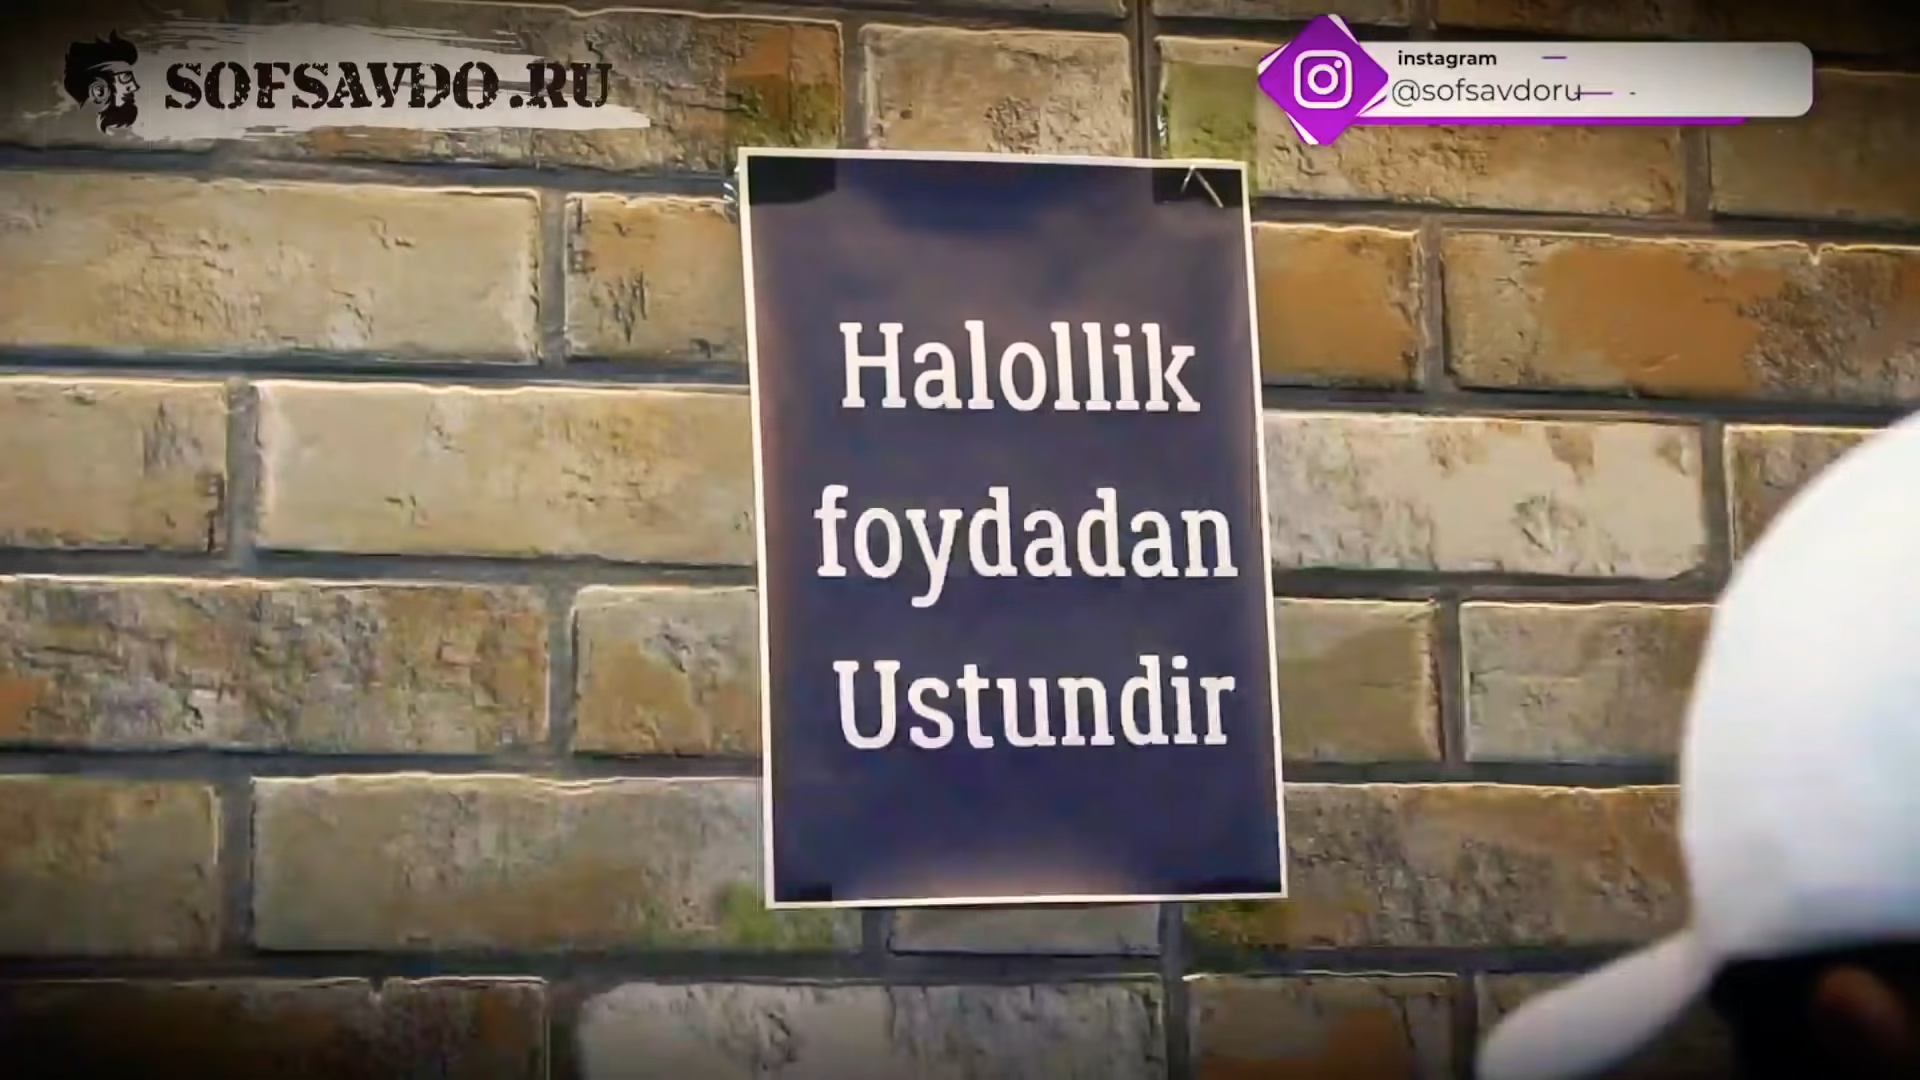 SOFSAVDO.RU
instagram
@sofsavdoru
Halollik
foydadan
Ustundir